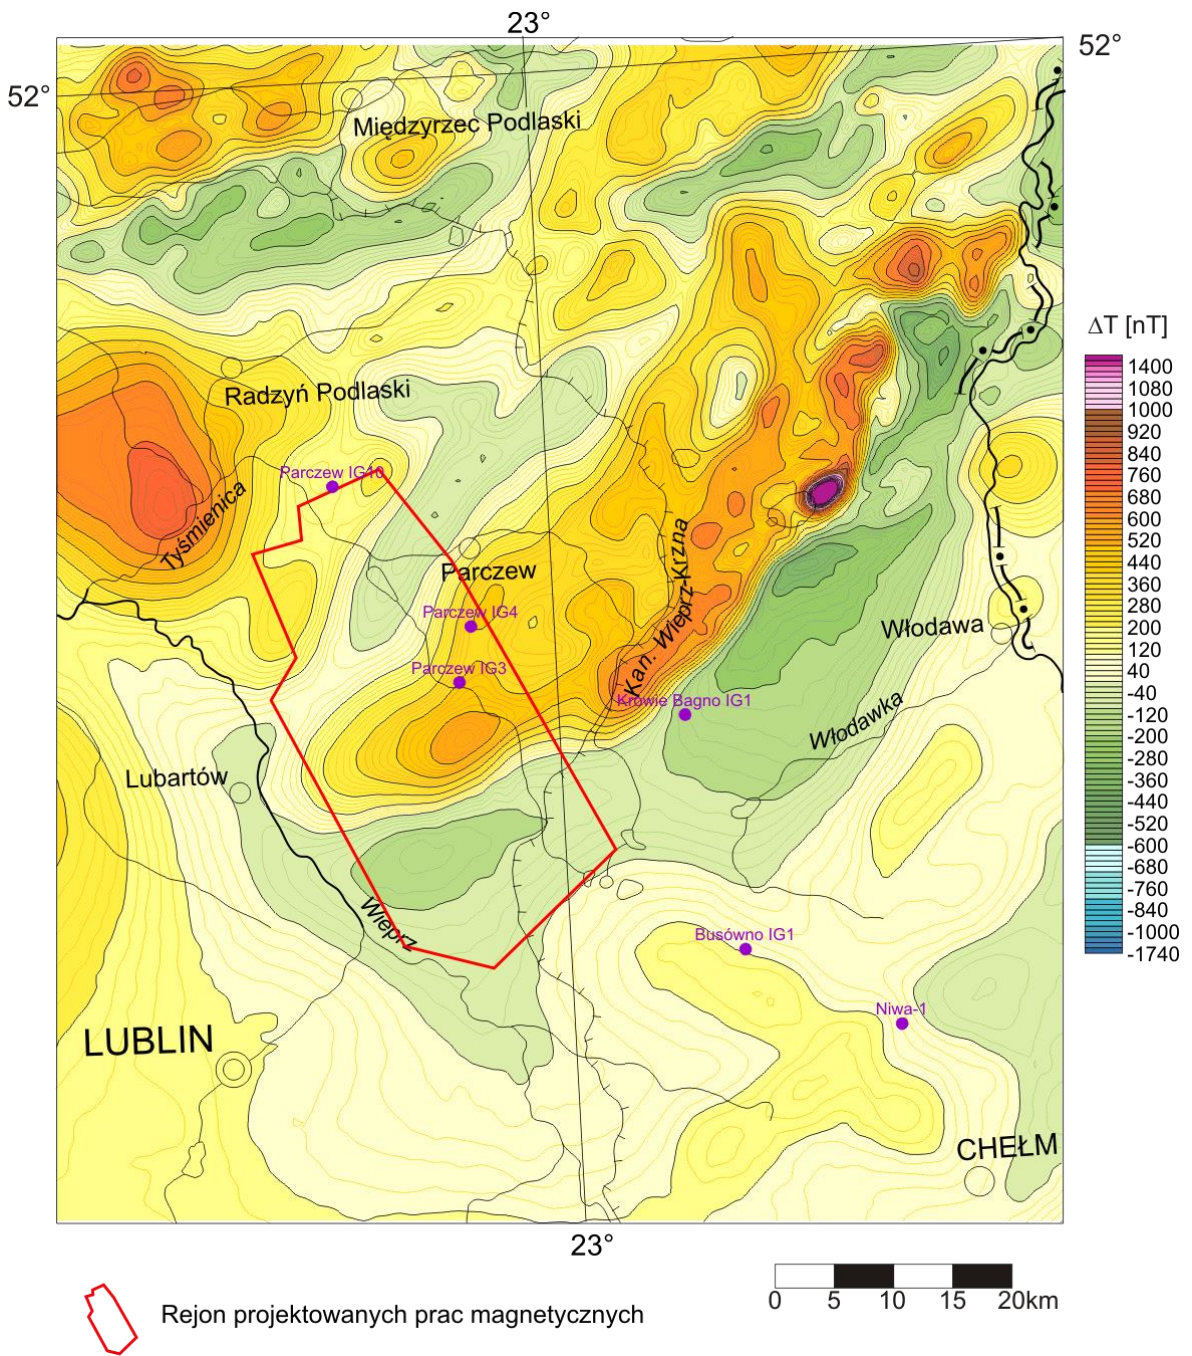 23°
52°
52°
Międzyrzec Podlaski
ΔT [nT]
Radzyń Podlaski
Parczew IG10
Tyśmienica
Parczew
Parczew IG4
Parczew IG3
Kan. Wieprz-Krzna
Krowie Bagno IG1
Włodawa
Włodawka
Lubartów
Wieprz
Busówno IG1
Niwa-1
LUBLIN
CHEŁM
1400
1080
1000
920
840
760
680
600
520
440
360
280
200
120
40
-40
-120
-200
-280
-360
-440
-520
-600
-680
-760
-840
-1000
-1740
23°
0 5 10 15 20km
Rejon projektowanych prac magnetycznych